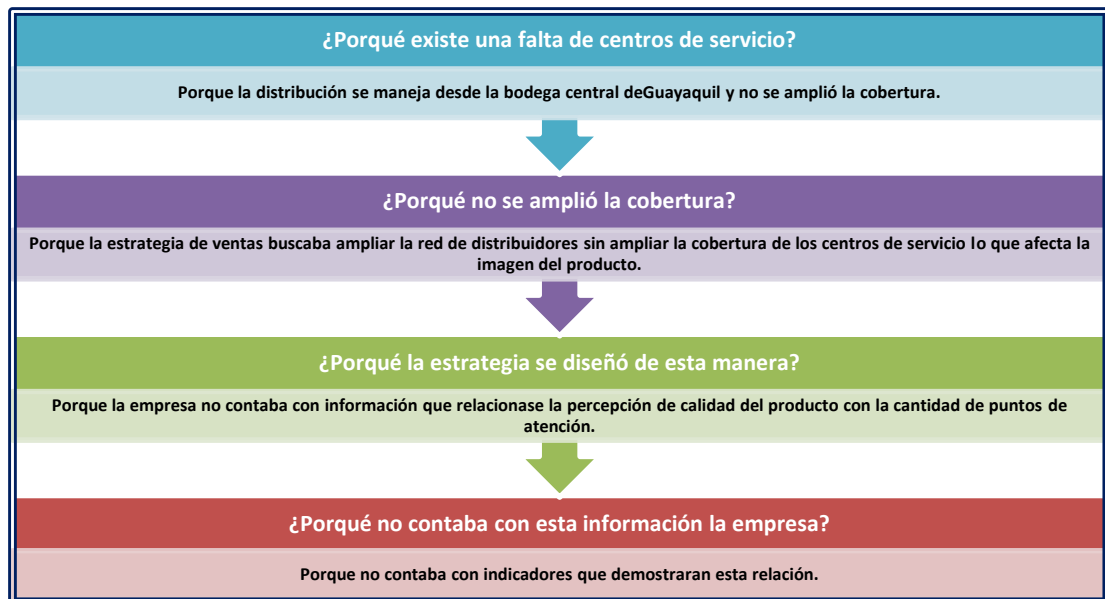 ¿Porqué existe una falta de centros de servicio?
Porque la distribución se maneja desde la bodega central deGuayaquil y no se amplió la cobertura.
¿Porqué no se amplió la cobertura?
Porque la estrategia de ventas buscaba ampliar la red de distribuidores sin ampliar la cobertura de los centros de servicio lo que afecta la
imagen del producto.
¿Porqué la estrategia se diseñó de esta manera?
Porque la empresa no contaba con información que relacionase la percepción de calidad del producto con la cantidad de puntos de
atención.
¿Porqué no contaba con esta información la empresa?
Porque no contaba con indicadores que demostraran esta relación.